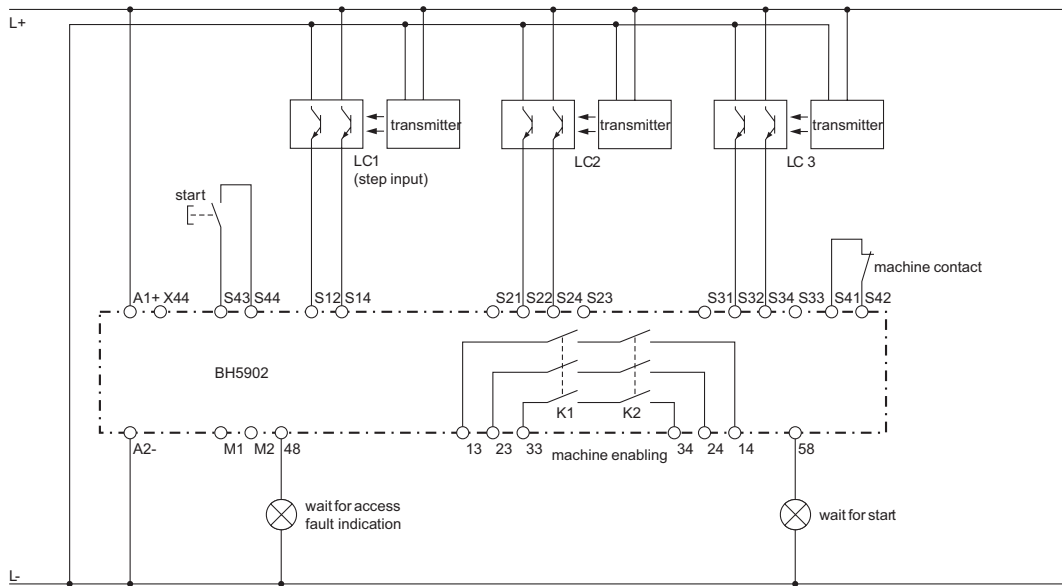 L+
transmitter
transmitter
transmitter
LC1
(step input)
LC2
LC 3
start
machine contact
A1+ X44
S43 S44
S12 S14
S21 S22 S24 S23
S31 S32 S34 S33 S41 S42
BH5902
K1
K2
A2-
M1
M2
48
13
23
33
machine enabling
34
24
14
58
wait for access
fault indication
wait for start
L-